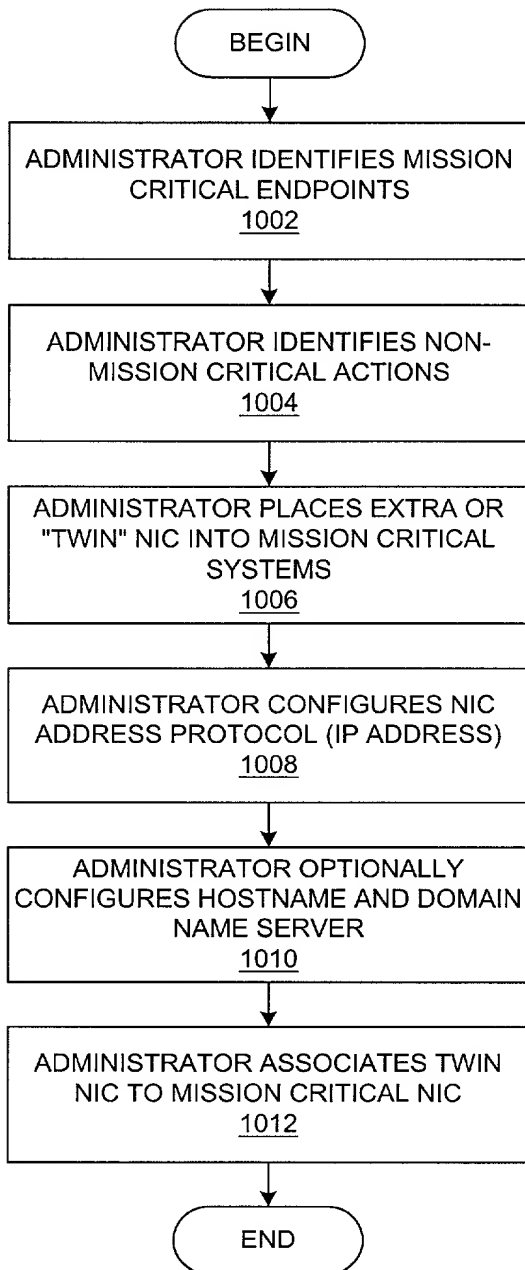 BEGIN
ADMINISTRATOR IDENTIFIES MISSION
CRITICAL ENDPOINTS
1002
ADMINISTRATOR IDENTIFIES NON-
MISSION CRITICAL ACTIONS
1004
ADMINISTRATOR PLACES EXTRA OR
"TWIN" NIC INTO MISSION CRITICAL
SYSTEMS
1006
ADMINISTRATOR CONFIGURES NIC
ADDRESS PROTOCOL (IP ADDRESS)
1008
ADMINISTRATOR OPTIONALLY
CONFIGURES HOSTNAME AND DOMAIN
NAME SERVER
1010
ADMINISTRATOR ASSOCIATES TWIN
NIC TO MISSION CRITICAL NIC
1012
END